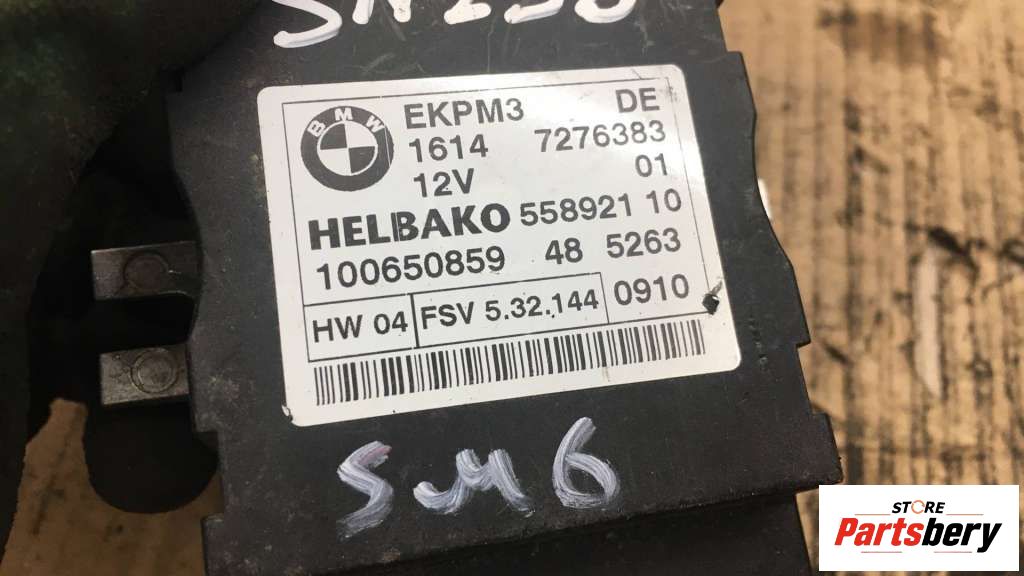 BMW
EKPM3 DE
1614 7276383
12V 01
HELBAKO 558921 10
100650859 48 5263
HW 04 FSV 5.32.144 0910
SM6
STORE
Partsbery